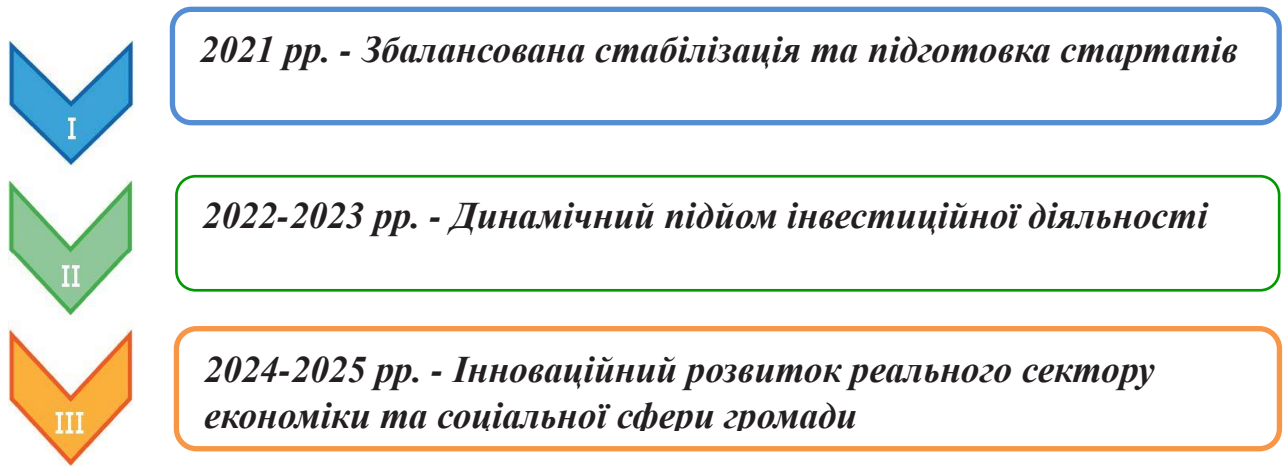 I
2021 рр. - Збалансована стабілізація та підготовка стартапів
II
2022-2023 рр. - Динамічний підйом інвестиційної діяльності
III
2024-2025 рр. - Інноваційний розвиток реального сектору
економіки та соціальної сфери громади